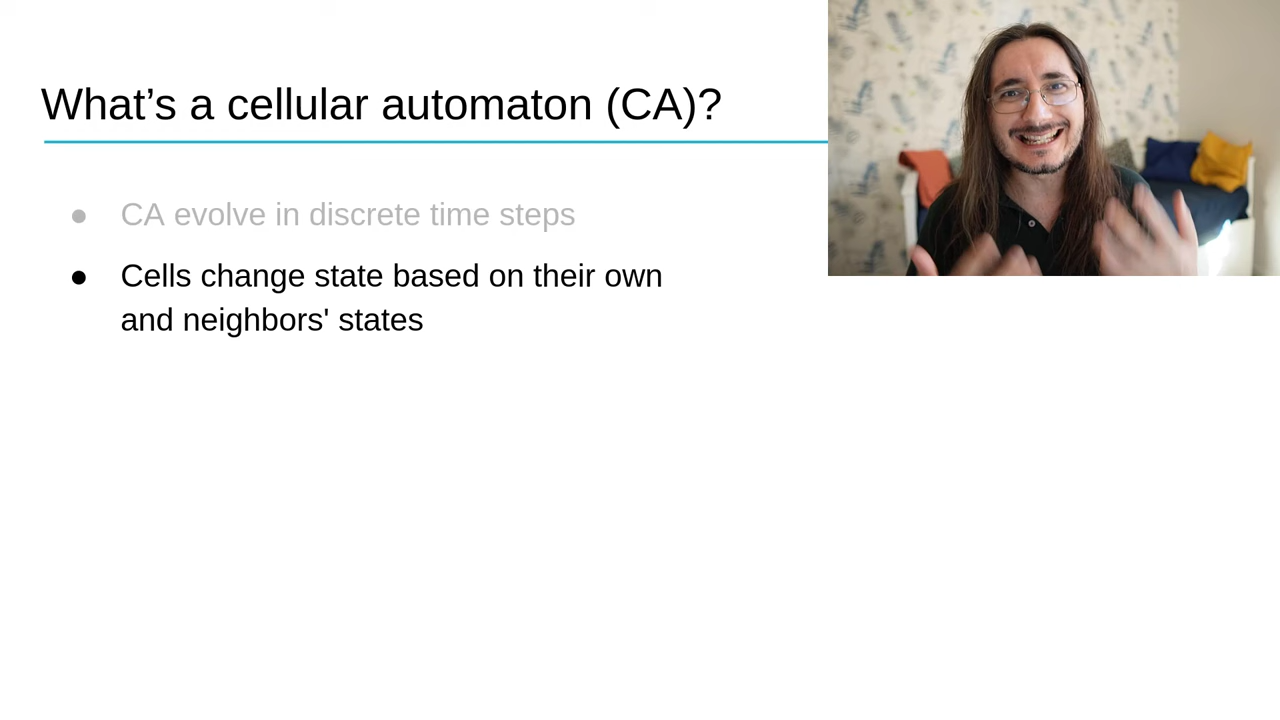 What’s a cellular automaton (CA)?
● CA evolve in discrete time steps
● Cells change state based on their own
and neighbors' states